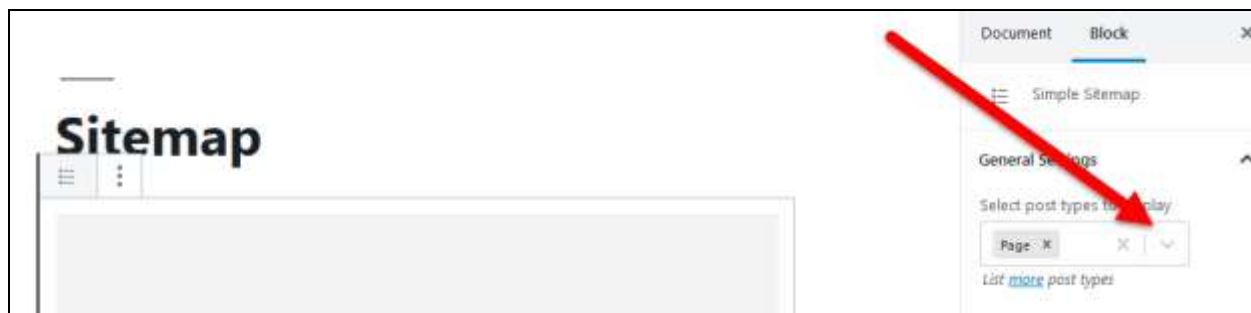 Document Block
Simple Sitemap
Sitemap
General Settings
Select post types to display
Page
List more post types